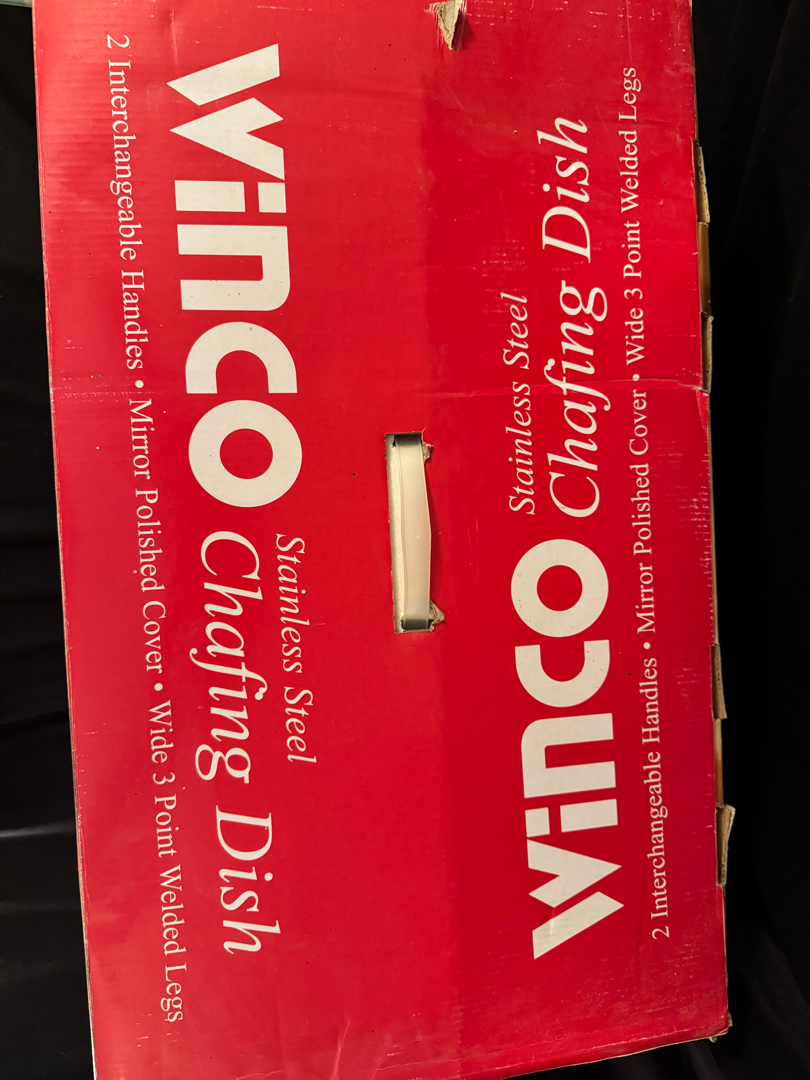 Winco
Stainless Steel
Chafing Dish
2 Interchangeable Handles • Mirror Polished Cover • Wide 3 Point Welded Legs
Winco
Stainless Steel
Chafing Dish
2 Interchangeable Handles • Mirror Polished Cover • Wide 3 Point Welded Legs